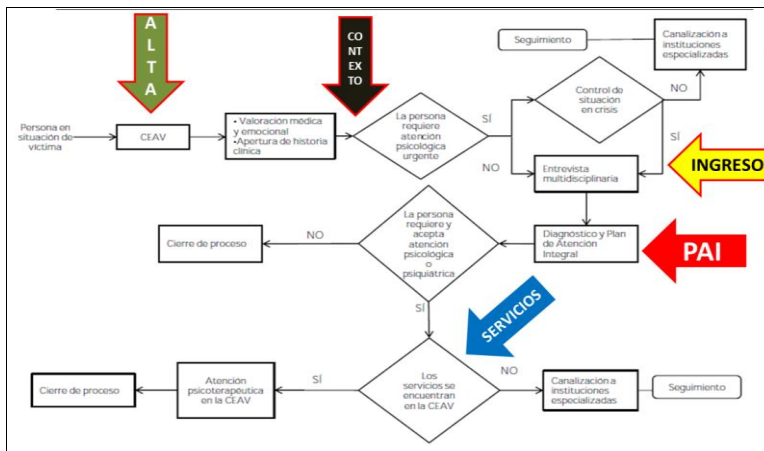 ALTA
CONTEXTO
Persona en
situación de
víctima
CEAV
• Valoración médica
y emocional
•Apertura de historia
clínica
La persona
requiere
atención
psicológica
urgente
SÍ
NO
Control de
situación
en crisis
NO
SÍ
Seguimiento
Canalización a
instituciones
especializadas
Entrevista
multidisciplinaria
INGRESO
Diagnóstico y Plan
de Atención
Integral
PAI
La persona
requiere y
acepta
atención
psicológica
o
psiquiátrica
NO
Cierre de proceso
SÍ
SERVICIOS
Los
servicios se
encuentran
en la CEAV
SÍ
Atención
psicoterapéutica
en la CEAV
Cierre de proceso
NO
Canalización a
instituciones
especializadas
Seguimiento